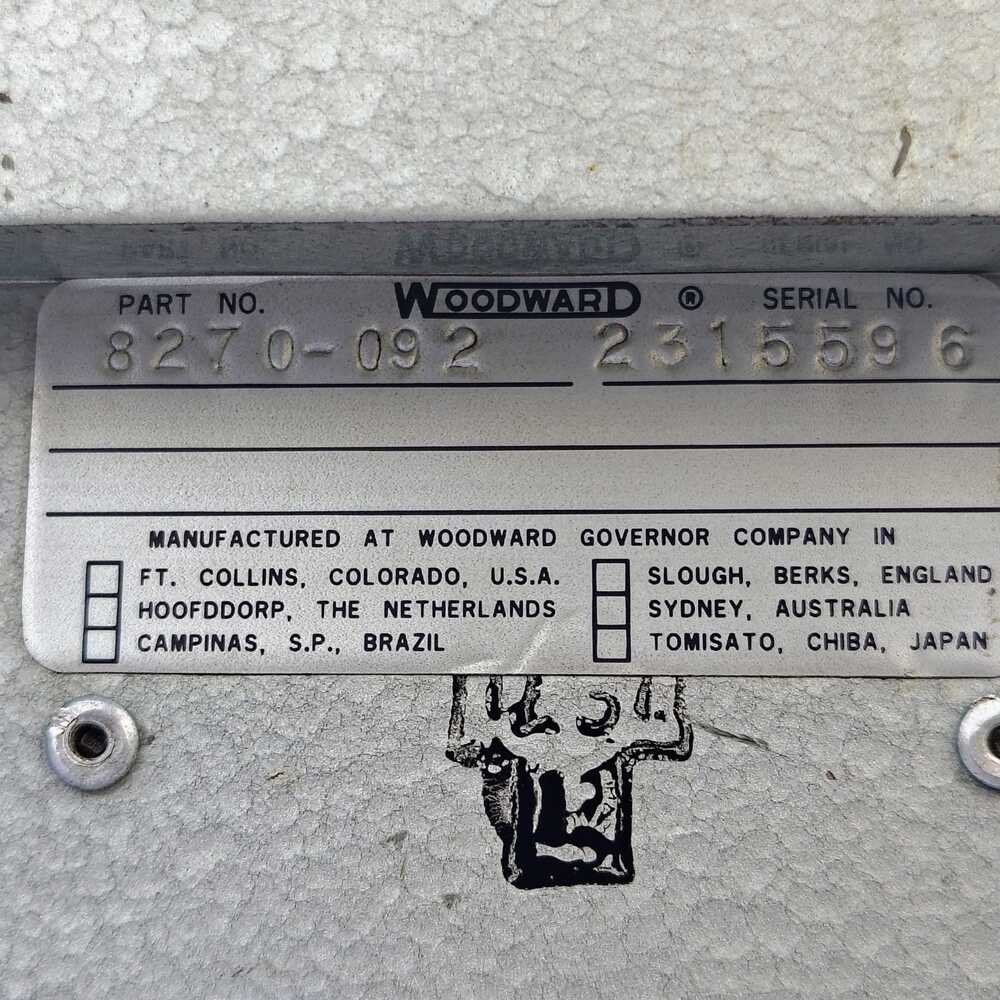 PART NO. WOODWARD ® SERIAL NO.
8270-092 2315596
MANUFACTURED AT WOODWARD GOVERNOR COMPANY IN
FT. COLLINS, COLORADO, U.S.A. SLOUGH, BERKS, ENGLAND
HOOFDDORP, THE NETHERLANDS SYDNEY, AUSTRALIA
CAMPINAS, S.P., BRAZIL TOMISATO, CHIBA, JAPAN